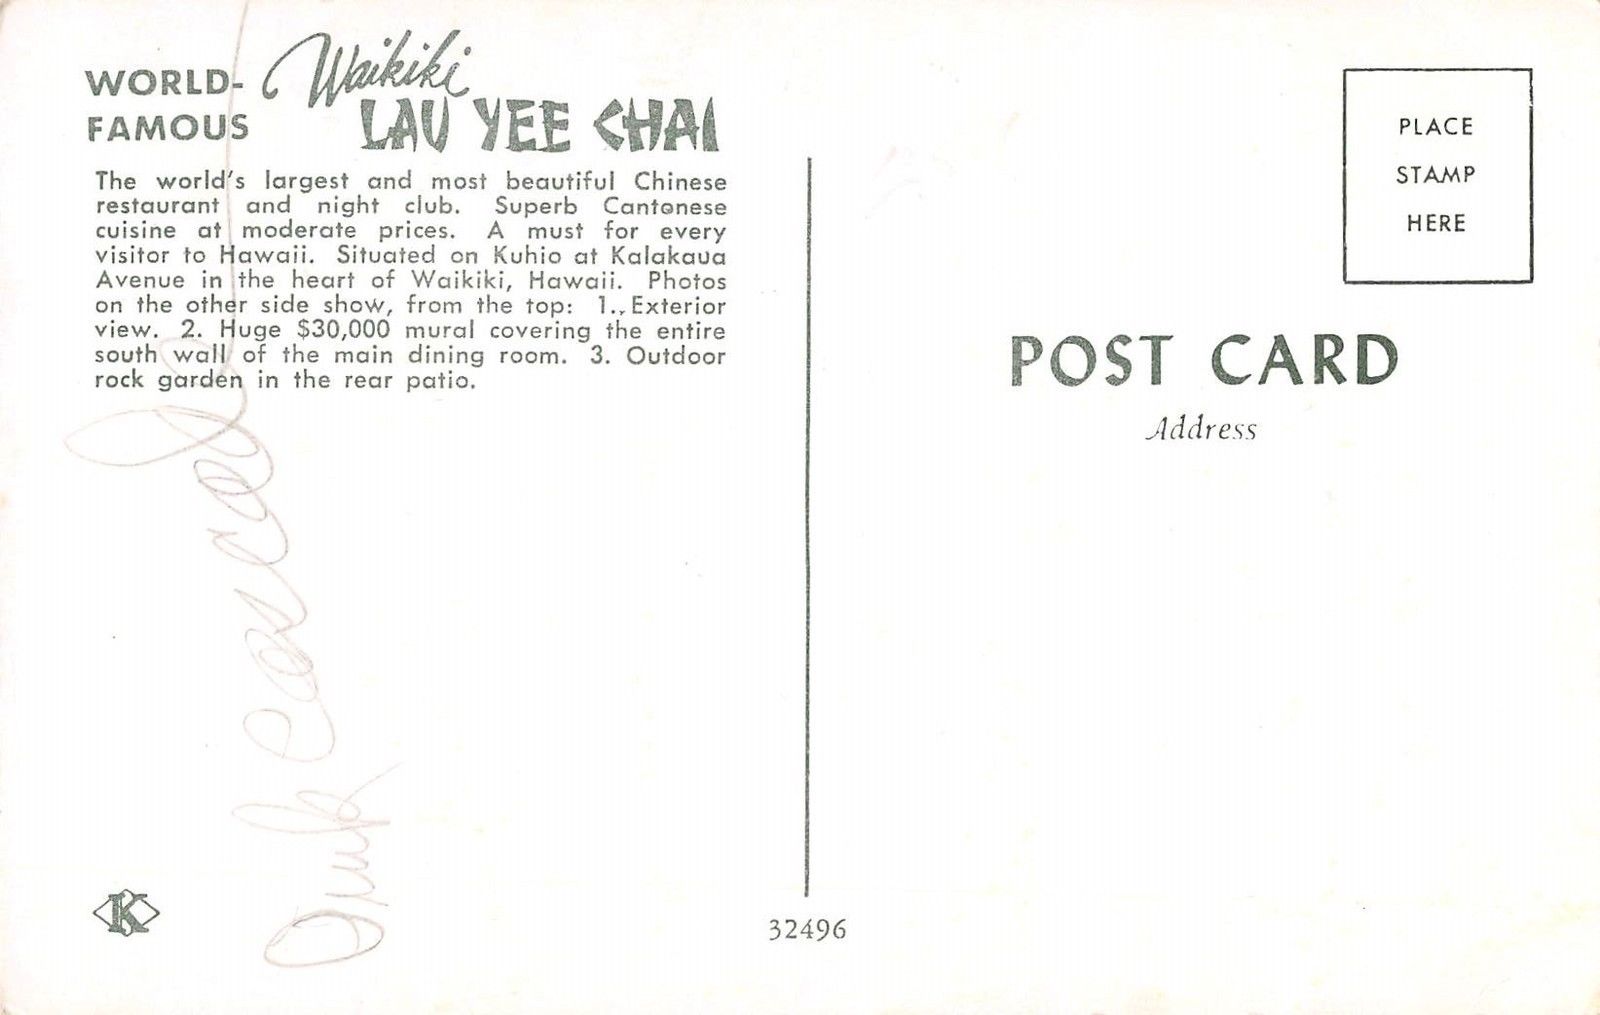 WORLD-
FAMOUS
Waikiki
LAU YEE CHAI
The world's largest and most beautiful Chinese
restaurant and night club. Superb Cantonese
cuisine at moderate prices. A must for every
visitor to Hawaii. Situated on Kuhio at Kalakaua
Avenue in the heart of Waikiki, Hawaii. Photos
on the other side show, from the top: 1., Exterior
view. 2. Huge $30,000 mural covering the entire
south wall of the main dining room. 3. Outdoor
rock garden in the rear patio.
K
32496
PLACE
STAMP
HERE
POST CARD
Address